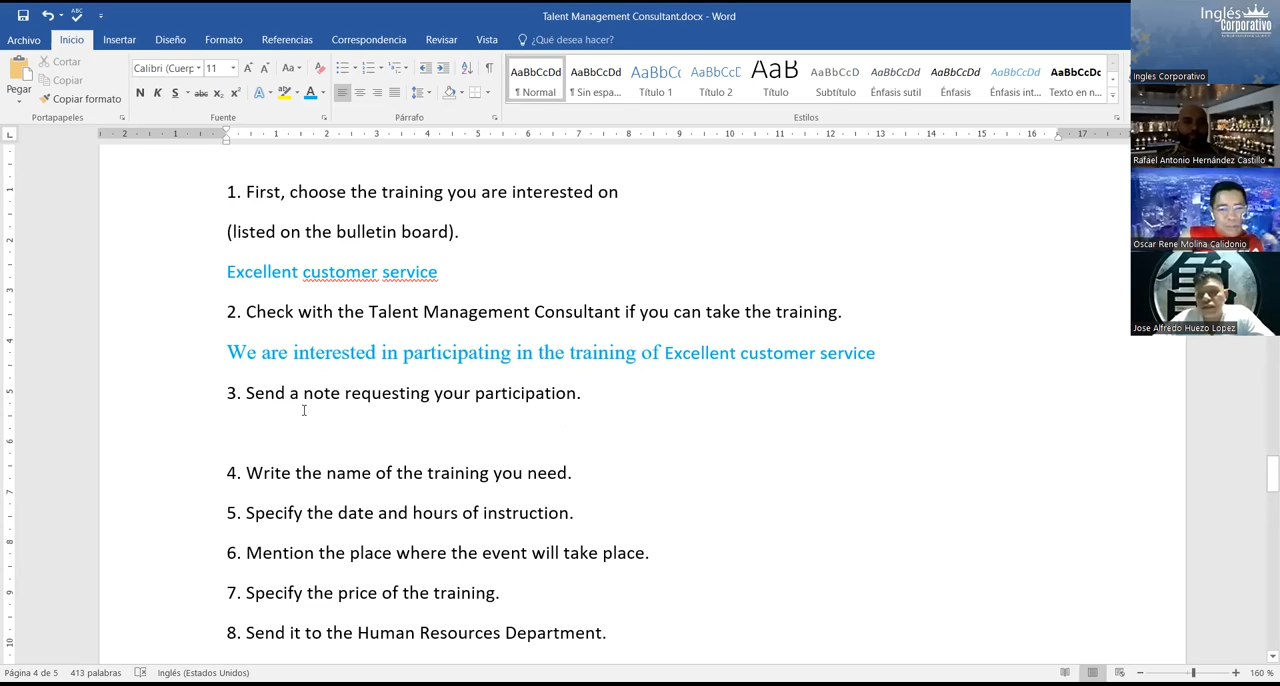 Talent Management Consultant.docx - Word
Archivo Inicio Insertar Diseño Formato Referencias Correspondencia Revisar Vista ¿Qué desea hacer?
Pegar
Cortar
Copiar
Copiar formato
Portapapeles
Calibri (Cuerp 11
Fuente
Párrafo
AaBbCcDd AaBbCcDd AaBbCc AaBbCcD AaB AaBbCcD AaBbCcDd AaBbCcDd AaBbCcDd AaBbCcDc
¶ Normal ¶ Sin espa... Título 1 Título 2 Título Subtítulo Énfasis sutil Énfasis Énfasis int... Texto en n...
Estilos
1. First, choose the training you are interested on
(listed on the bulletin board).
Excellent customer service
2. Check with the Talent Management Consultant if you can take the training.
We are interested in participating in the training of Excellent customer service
3. Send a note requesting your participation.
4. Write the name of the training you need.
5. Specify the date and hours of instruction.
6. Mention the place where the event will take place.
7. Specify the price of the training.
8. Send it to the Human Resources Department.
Página 4 de 5 413 palabras Inglés (Estados Unidos) 160 %
Inglés
Corporativo
Ingles Corporativo
Rafael Antonio Hernández Castillo
Oscar Rene Molina Calidonio
Jose Alfredo Huezo Lopez